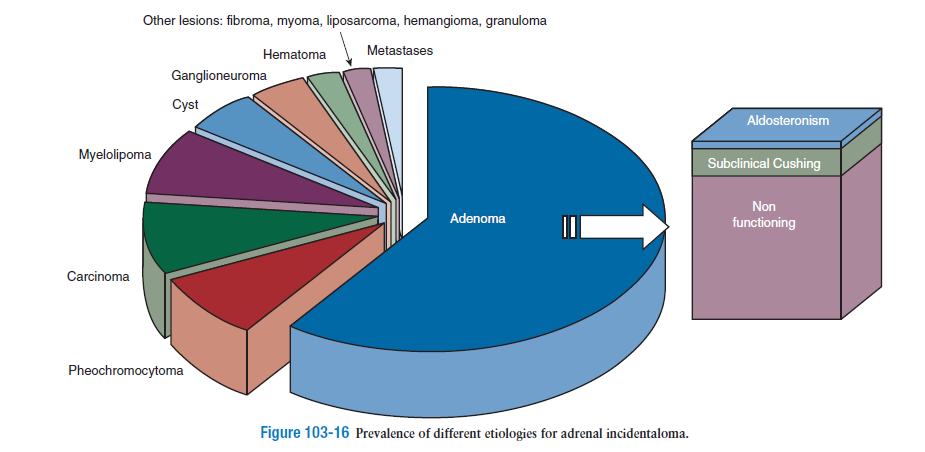 Other lesions: fibroma, myoma, liposarcoma, hemangioma, granuloma
Hematoma
Metastases
Ganglioneuroma
Cyst
Myelolipoma
Carcinoma
Pheochromocytoma
Adenoma
Aldosteronism
Subclinical Cushing
Non
functioning
Figure 103-16 Prevalence of different etiologies for adrenal incidentaloma.